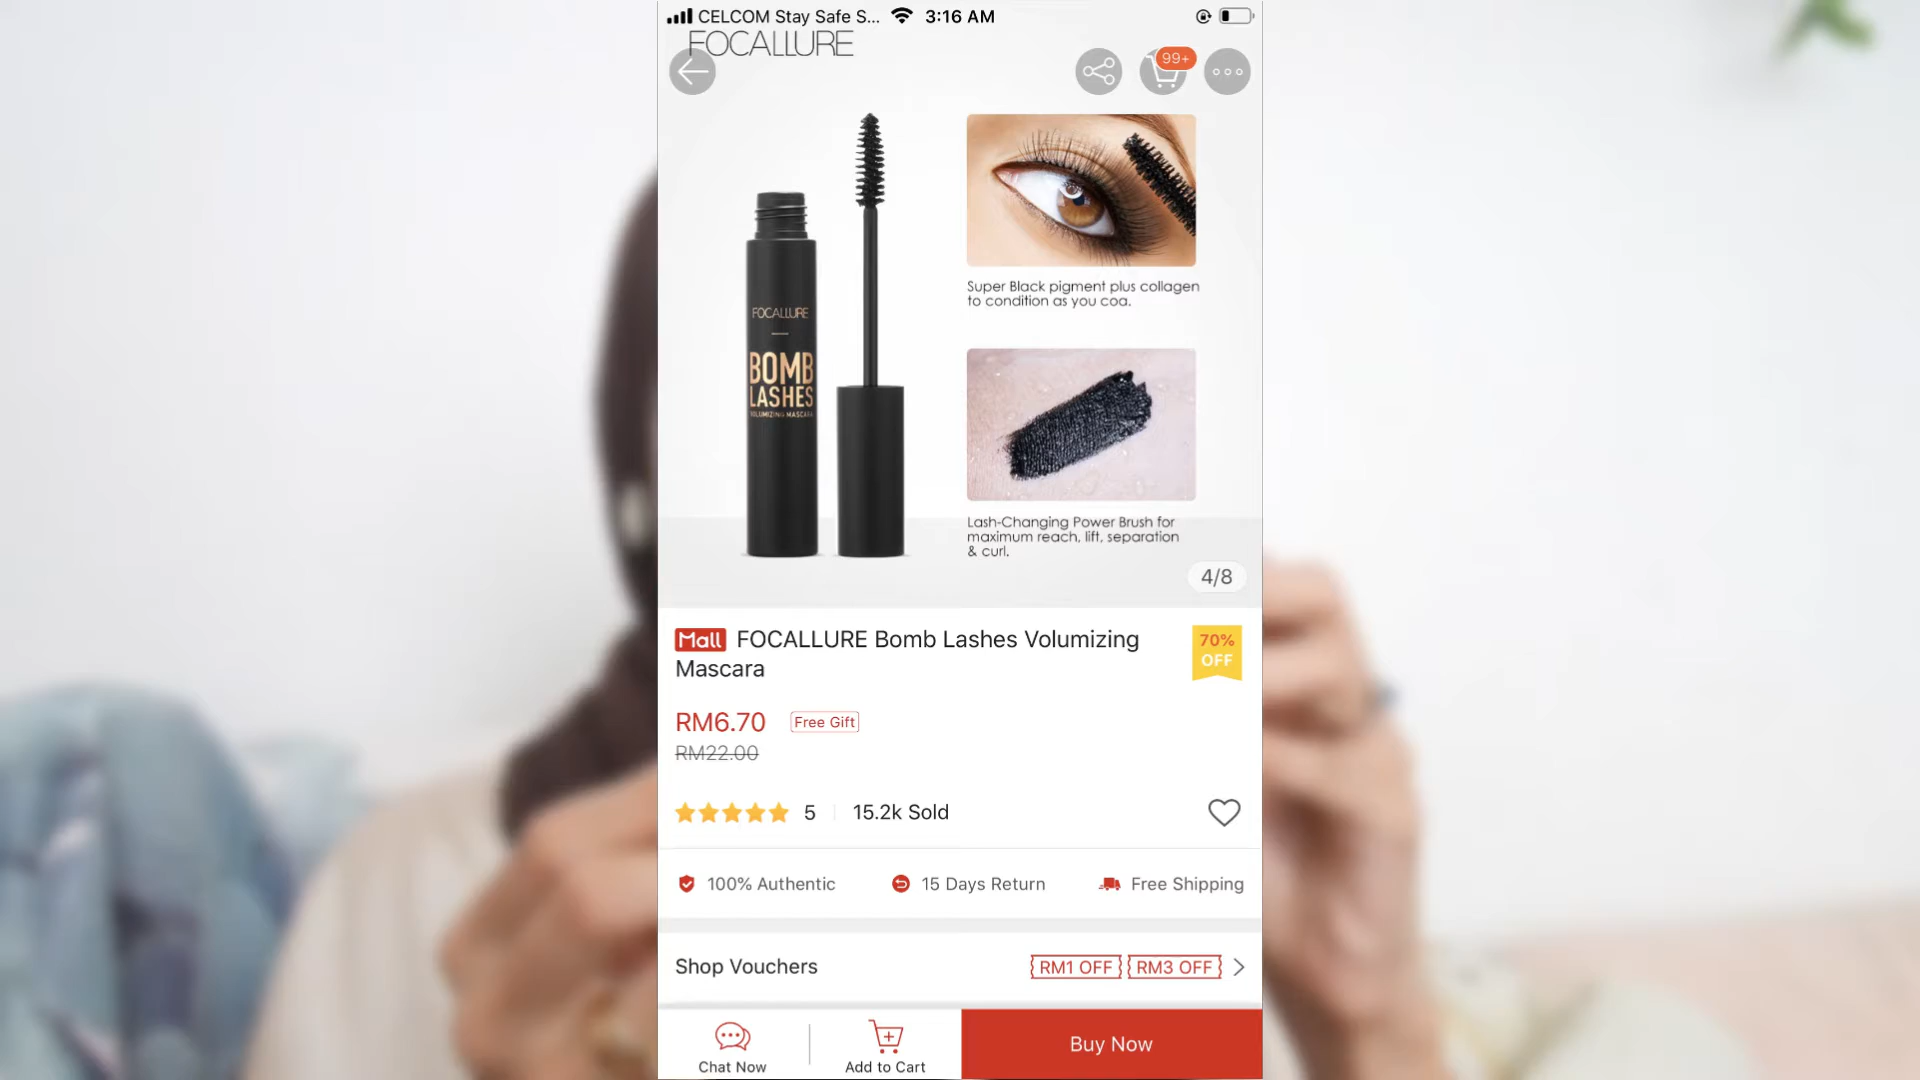 CELCOM Stay Safe S... 3:16 AM
FOCALLURE
99+
Super Black pigment plus collagen
to condition as you coa.
FOCALLURE
BOMB
LASHES
VOLUMIZING MASCARA
Lash-Changing Power Brush for
maximum reach, lift, separation
& curl.
4/8
Mall FOCALLURE Bomb Lashes Volumizing
Mascara
70%
OFF
RM6.70 Free Gift
RM22.00
5 15.2k Sold
100% Authentic 15 Days Return Free Shipping
Shop Vouchers RM1 OFF RM3 OFF
Chat Now Add to Cart Buy Now